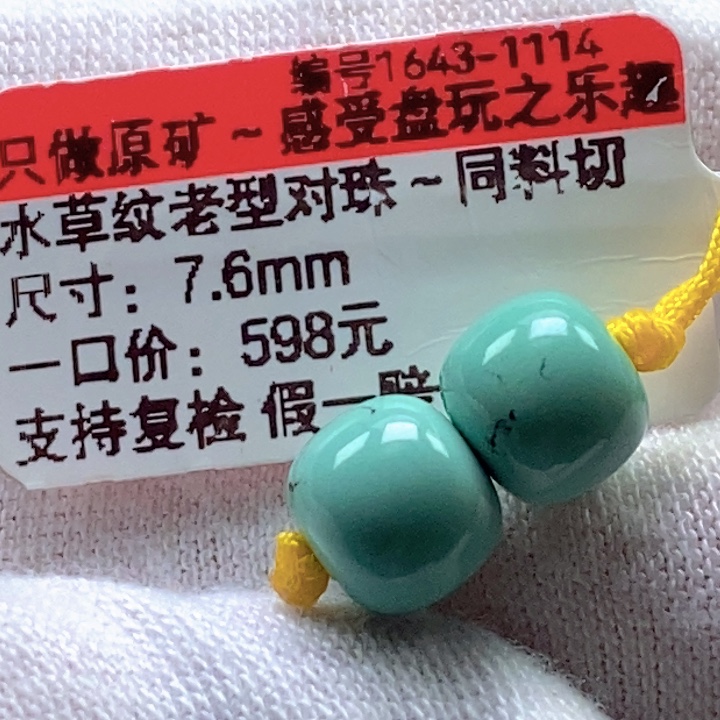 编号1643-1114
只做原矿~感受盘玩之乐趣
水草纹老型对珠~同料切
尺寸：7.6mm
一口价：598元
支持复检 假一赔